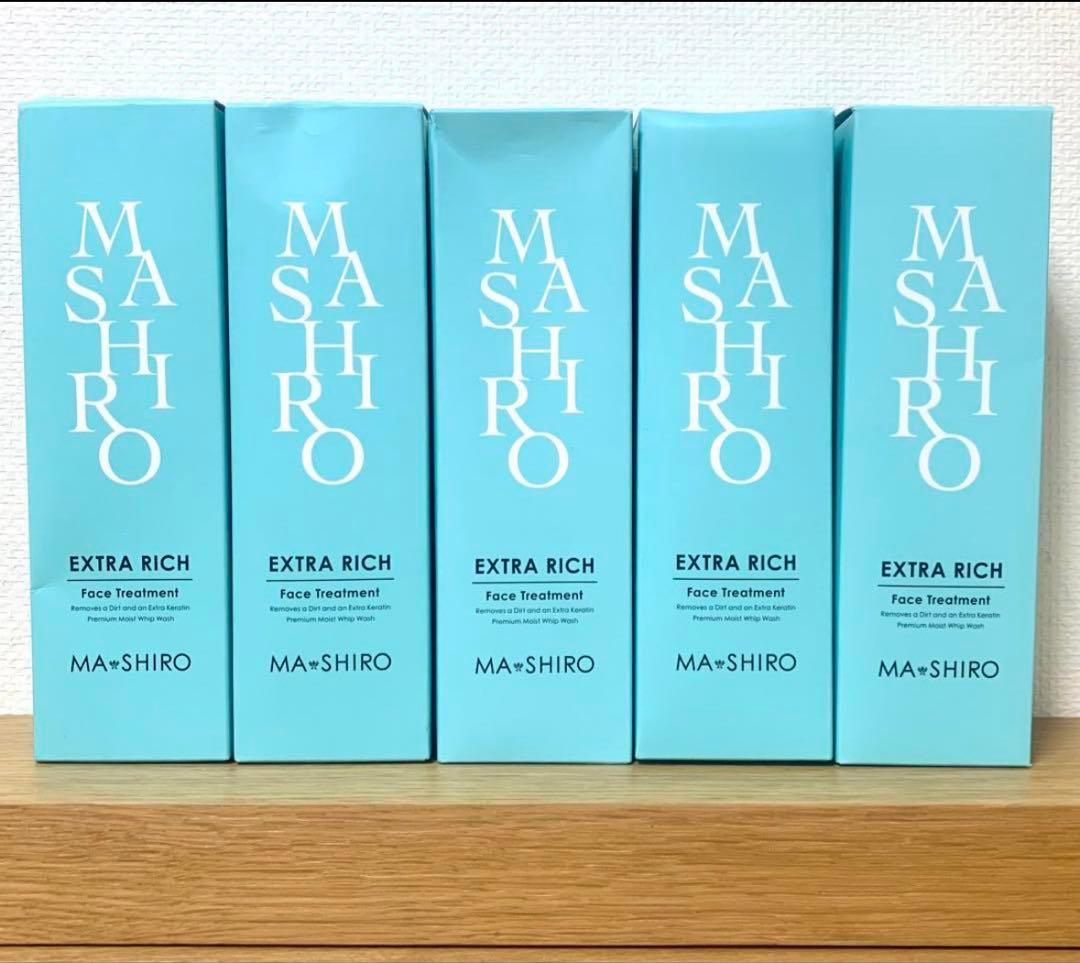 MASHIRO
EXTRA RICH
Face Treatment
Removes a Dirt and an Extra Keratin
Premium Moist Whip Wash
MA SHIRO
MASHIRO
EXTRA RICH
Face Treatment
Removes a Dirt and an Extra Keratin
Premium Moist Whip Wash
MA SHIRO
MASHIRO
EXTRA RICH
Face Treatment
Removes a Dirt and an Extra Keratin
Premium Moist Whip Wash
MA SHIRO
MASHIRO
EXTRA RICH
Face Treatment
Removes a Dirt and an Extra Keratin
Premium Moist Whip Wash
MA SHIRO
MASHIRO
EXTRA RICH
Face Treatment
Removes a Dirt and an Extra Keratin
Premium Moist Whip Wash
MA SHIRO